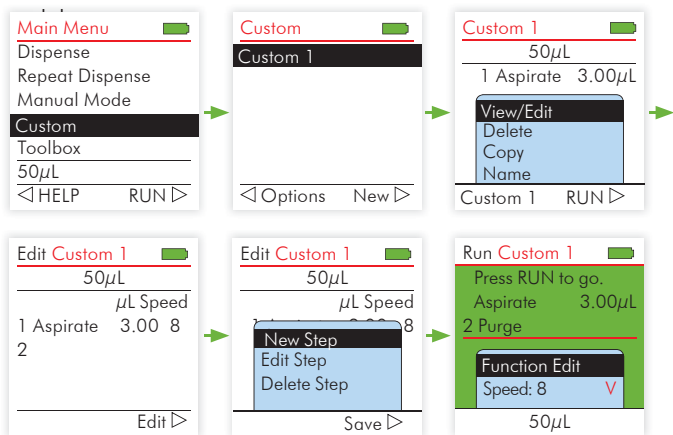 Main Menu
Dispense
Repeat Dispense
Manual Mode
Custom
Toolbox
50µL
◁ HELP RUN ▷
Custom
Custom 1
◁ Options New ▷
Custom 1
50µL
1 Aspirate 3.00µL
View/Edit
Delete
Copy
Name
Custom 1 RUN ▷
Edit Custom 1
50µL
µL Speed
1 Aspirate 3.00 8
2
Edit ▷
Edit Custom 1
50µL
µL Speed
8
New Step
Edit Step
Delete Step
Save ▷
Run Custom 1
Press RUN to go.
Aspirate 3.00µL
2 Purge
Function Edit
Speed: 8 V
50µL